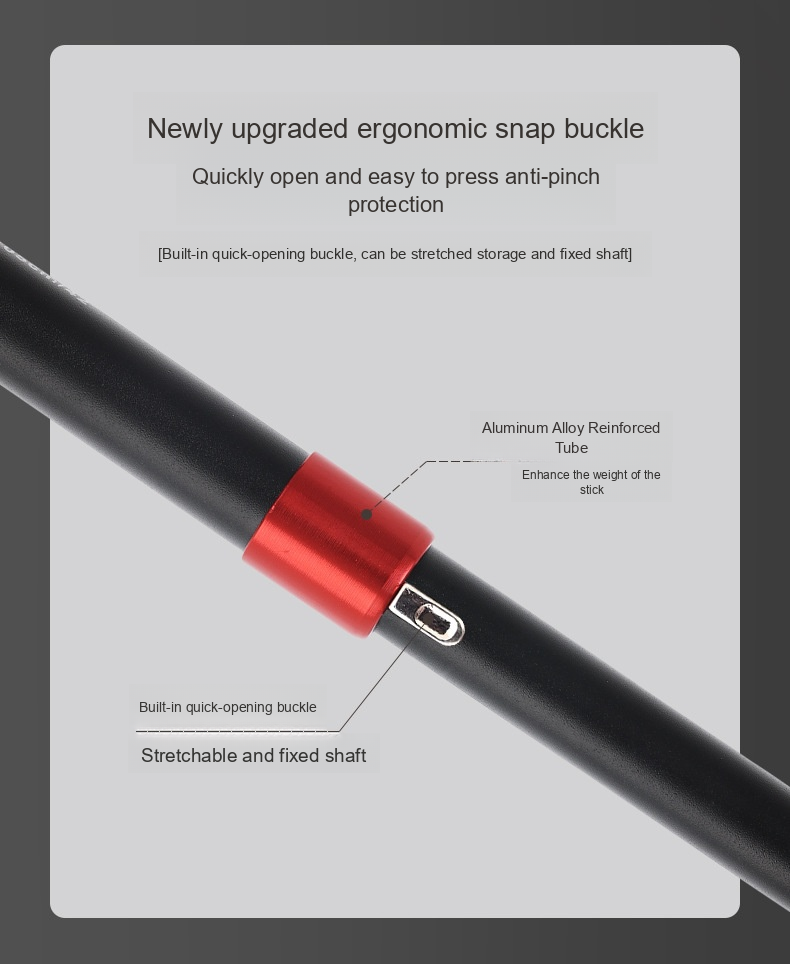 Newly upgraded ergonomic snap buckle
Quickly open and easy to press anti-pinch
protection
[Built-in quick-opening buckle, can be stretched storage and fixed shaft]
Aluminum Alloy Reinforced
Tube
Enhance the weight of the
stick
Built-in quick-opening buckle
Stretchable and fixed shaft